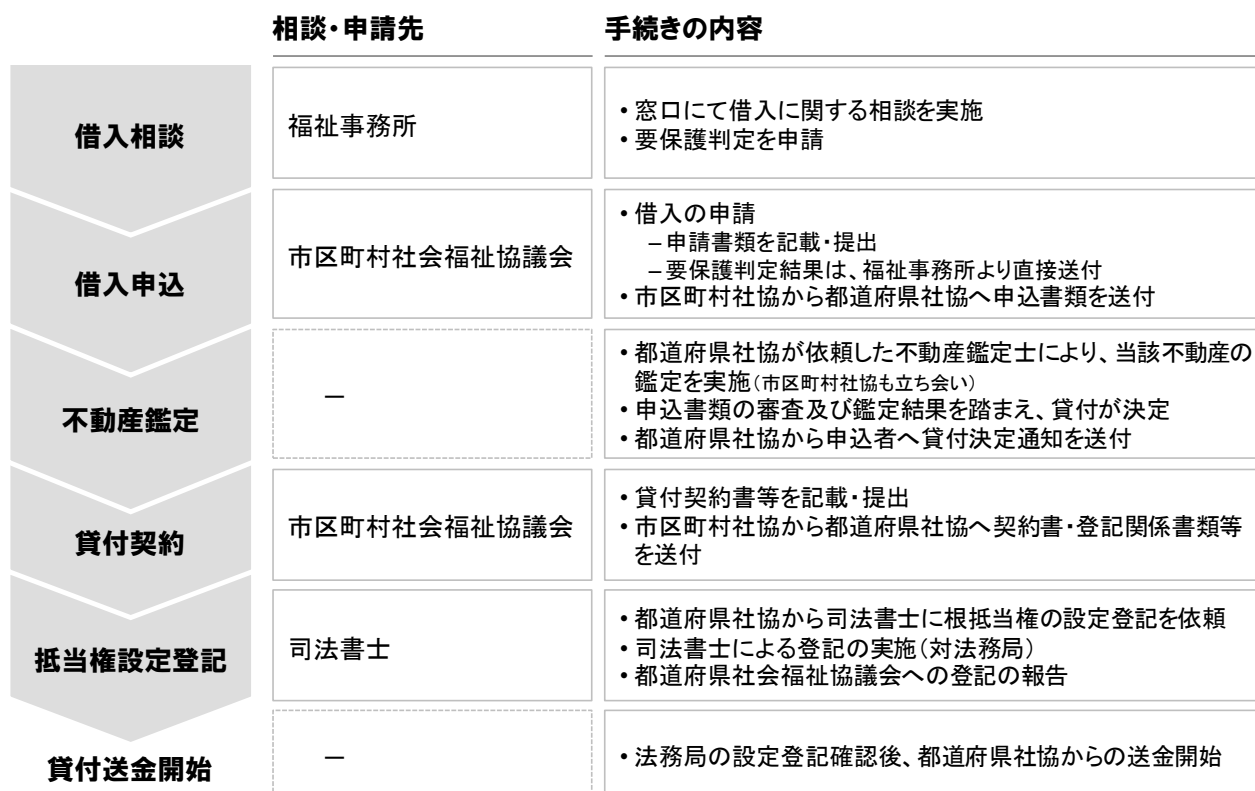 相談・申請先
手続きの内容
借入相談
福祉事務所
• 窓口にて借入に関する相談を実施
• 要保護判定を申請
借入申込
市区町村社会福祉協議会
• 借入の申請
– 申請書類を記載・提出
– 要保護判定結果は、福祉事務所より直接送付
• 市区町村社協から都道府県社協へ申込書類を送付
不動産鑑定
–
• 都道府県社協が依頼した不動産鑑定士により、当該不動産の
鑑定を実施(市区町村社協も立ち会い)
• 申込書類の審査及び鑑定結果を踏まえ、貸付が決定
• 都道府県社協から申込者へ貸付決定通知を送付
貸付契約
市区町村社会福祉協議会
• 貸付契約書等を記載・提出
• 市区町村社協から都道府県社協へ契約書・登記関係書類等
を送付
抵当権設定登記
司法書士
• 都道府県社協から司法書士に根抵当権の設定登記を依頼
• 司法書士による登記の実施(対法務局)
• 都道府県社会福祉協議会への登記の報告
貸付送金開始
–
• 法務局の設定登記確認後、都道府県社協からの送金開始